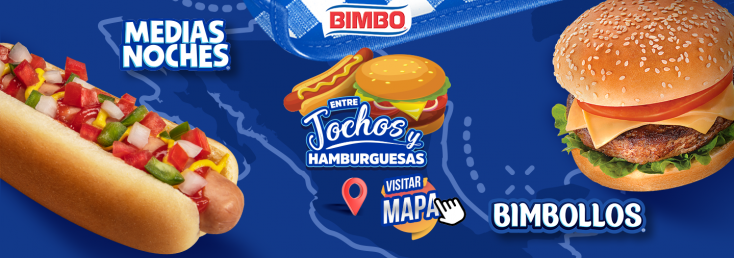 BIMBO
MEDIAS
NOCHES
ENTRE
Jochos y
HAMBURGUESAS
VISITAR
MAPA
BIMBOLLOS